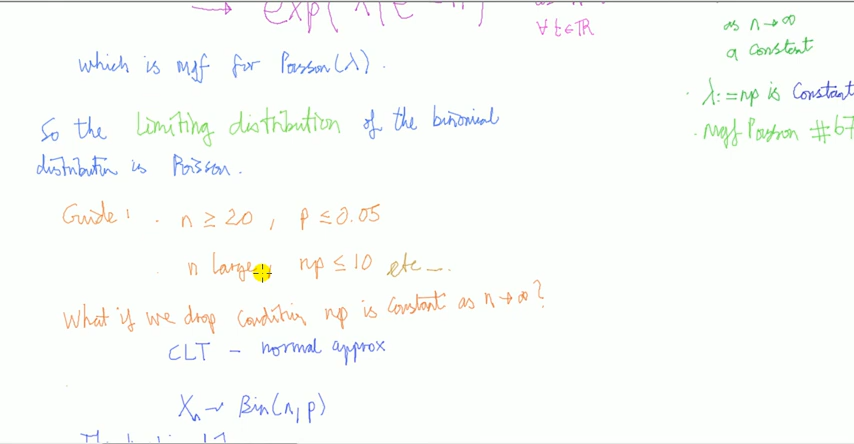 → exp{λ(e
∀ t∈ℝ
as n→∞
a constant
which is mgf for Poisson(λ).
· λ:=np is Constant
· Mgf Poisson #67
So the Limiting distribution of the binomial
distribution is Poisson.
Guide: · n ≥ 20, p ≤ 0.05
n large, np ≤ 10 etc—.
What if we drop condition np is constant as n→∞?
CLT – normal approx
Xₙ ~ Bin(n, p)